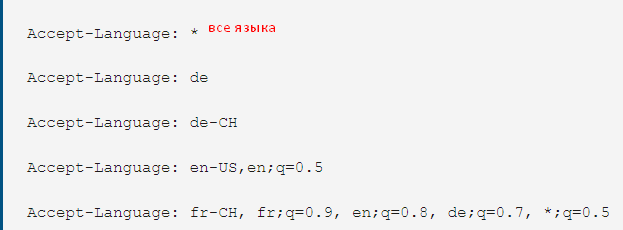 Accept-Language: * все языка
Accept-Language: de
Accept-Language: de-CH
Accept-Language: en-US,en;q=0.5
Accept-Language: fr-CH, fr;q=0.9, en;q=0.8, de;q=0.7, *;q=0.5